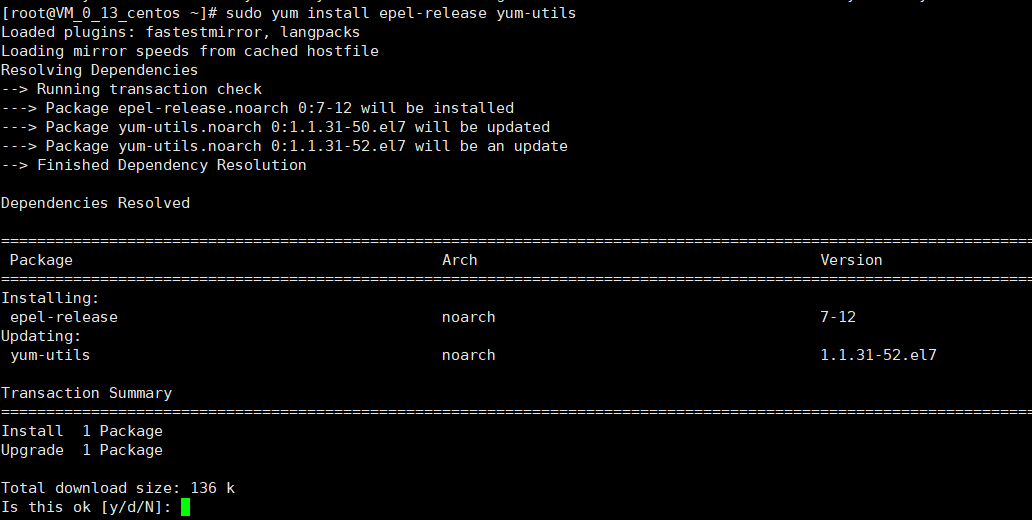 [root@VM_0_13_centos ~]# sudo yum install epel-release yum-utils
Loaded plugins: fastestmirror, langpacks
Loading mirror speeds from cached hostfile
Resolving Dependencies
--> Running transaction check
---> Package epel-release.noarch 0:7-12 will be installed
---> Package yum-utils.noarch 0:1.1.31-50.el7 will be updated
---> Package yum-utils.noarch 0:1.1.31-52.el7 will be an update
--> Finished Dependency Resolution

Dependencies Resolved

================================================================================
 Package                                        Arch                                      Version
================================================================================
Installing:
 epel-release                                   noarch                                    7-12
Updating:
 yum-utils                                      noarch                                    1.1.31-52.el7

Transaction Summary
================================================================================
Install  1 Package
Upgrade  1 Package

Total download size: 136 k
Is this ok [y/d/N]: